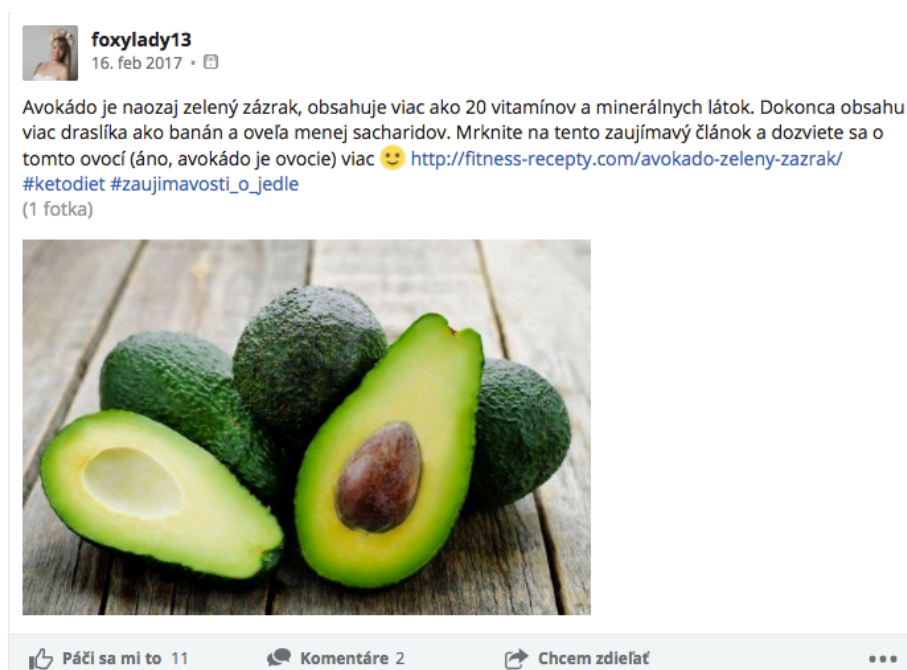 foxylady13
16. feb 2017 •
Avokádo je naozaj zelený zázrak, obsahuje viac ako 20 vitamínov a minerálnych látok. Dokonca obsahu
viac draslíka ako banán a oveľa menej sacharidov. Mrknite na tento zaujímavý článok a dozviete sa o
tomto ovocí (áno, avokádo je ovocie) viac 🙂 http://fitness-recepty.com/avokado-zeleny-zazrak/
#ketodiet #zaujimavosti_o_jedle
(1 fotka)
Páči sa mi to 11 Komentáre 2 Chcem zdieľať